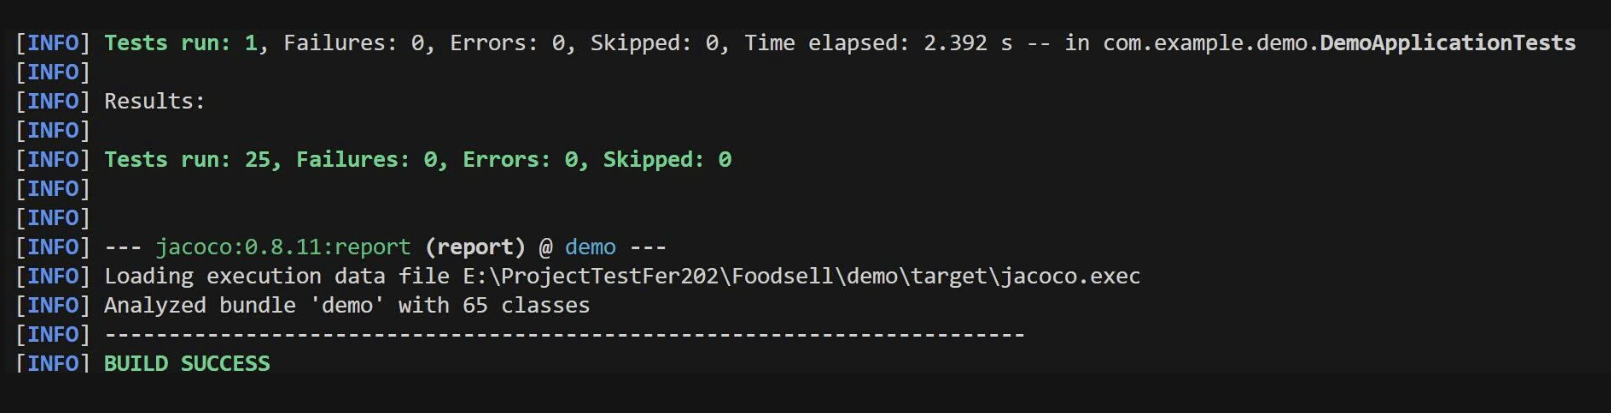 [INFO] Tests run: 1, Failures: 0, Errors: 0, Skipped: 0, Time elapsed: 2.392 s -- in com.example.demo.DemoApplicationTests
[INFO]
[INFO] Results:
[INFO]
[INFO] Tests run: 25, Failures: 0, Errors: 0, Skipped: 0
[INFO]
[INFO]
[INFO] --- jacoco:0.8.11:report (report) @ demo ---
[INFO] Loading execution data file E:\ProjectTestFer202\Foodsell\demo\target\jacoco.exec
[INFO] Analyzed bundle 'demo' with 65 classes
[INFO] ------------------------------------------------------------------------
[INFO] BUILD SUCCESS